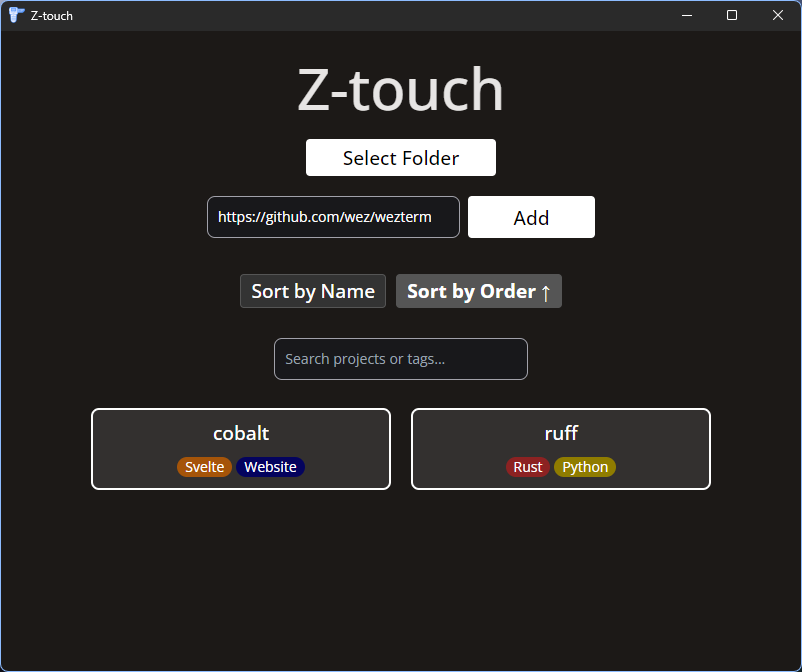 Z-touch
Z-touch
Select Folder
https://github.com/wez/wezterm Add
Sort by Name Sort by Order ↑
Search projects or tags...
cobalt ruff
Svelte Website Rust Python